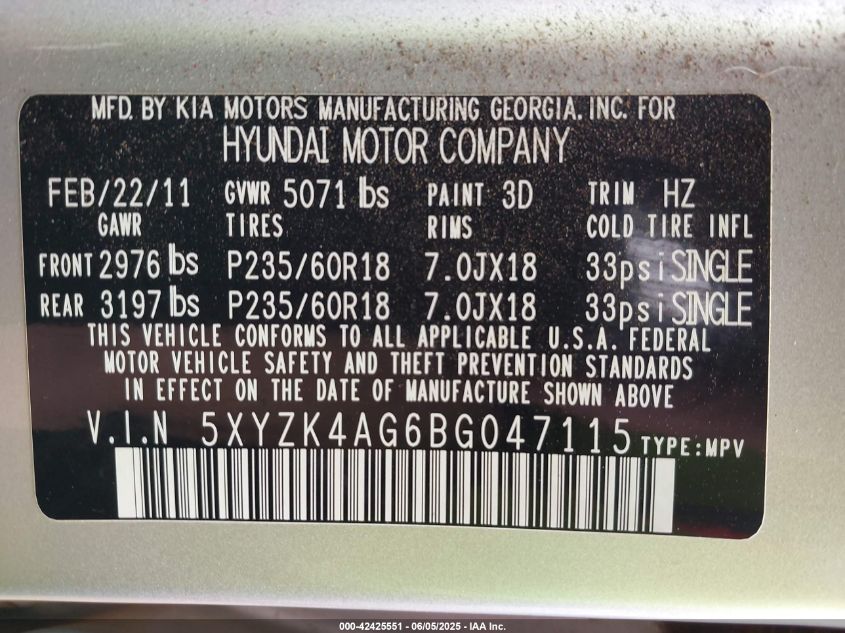 MFD. BY KIA MOTORS MANUFACTURING GEORGIA. INC. FOR
HYUNDAI MOTOR COMPANY
FEB/22/11 GVWR 5071 lbs PAINT 3D TRIM HZ
GAWR TIRES RIMS COLD TIRE INFL
FRONT 2976 lbs P235/60R18 7.0JX18 33psi SINGLE
REAR 3197 lbs P235/60R18 7.0JX18 33psi SINGLE
THIS VEHICLE CONFORMS TO ALL APPLICABLE U.S.A. FEDERAL
MOTOR VEHICLE SAFETY AND THEFT PREVENTION STANDARDS
IN EFFECT ON THE DATE OF MANUFACTURE SHOWN ABOVE
V.I.N 5XYZK4AG6BG047115 TYPE:MPV
000-42425551 - 06/05/2025 - IAA Inc.